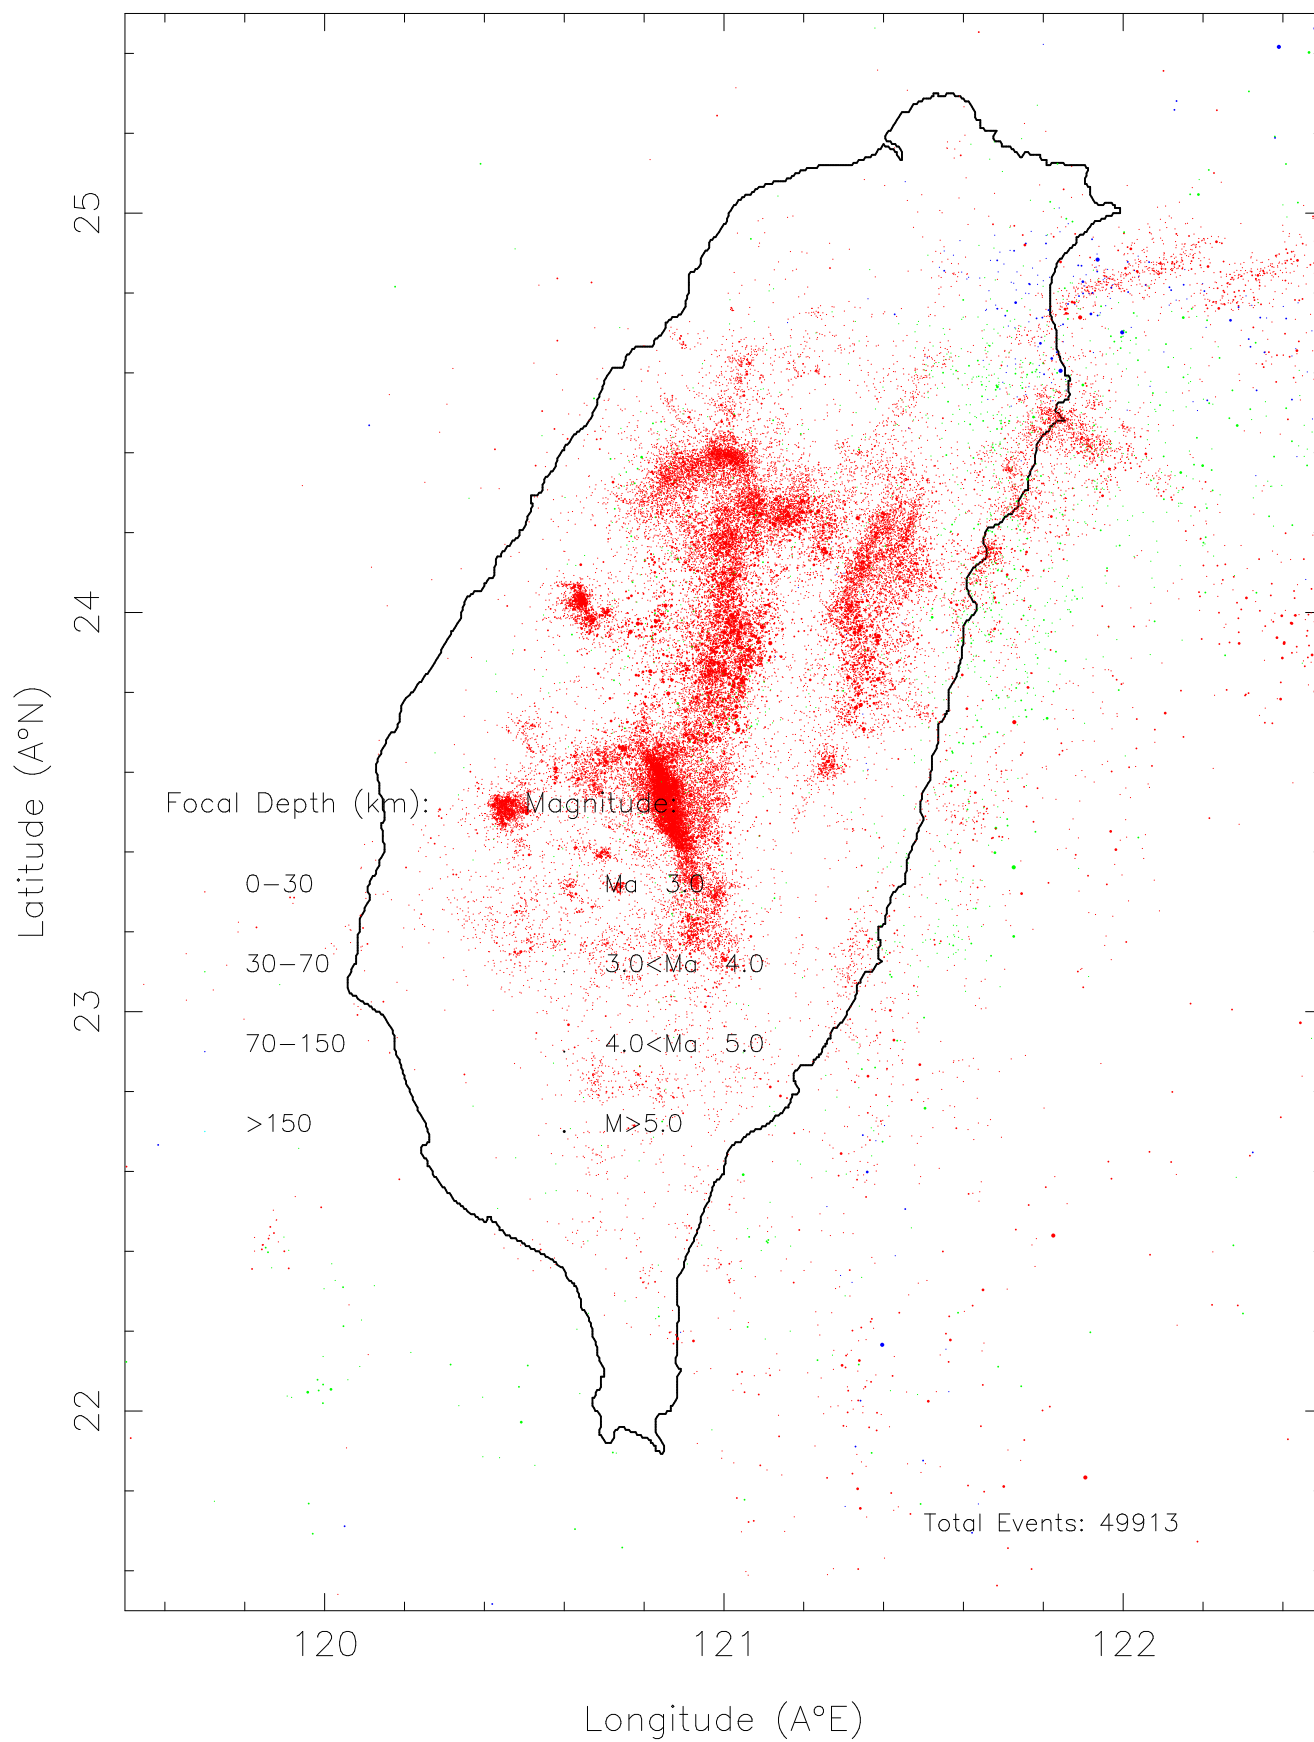 25
24
23
22
Latitude (A°N)
Focal Depth (km): Magnitude:
0-30 Ma 3.0
30-70 3.0<Ma 4.0
70-150 4.0<Ma 5.0
>150 M>5.0
Total Events: 49913
120 121 122
Longitude (A°E)